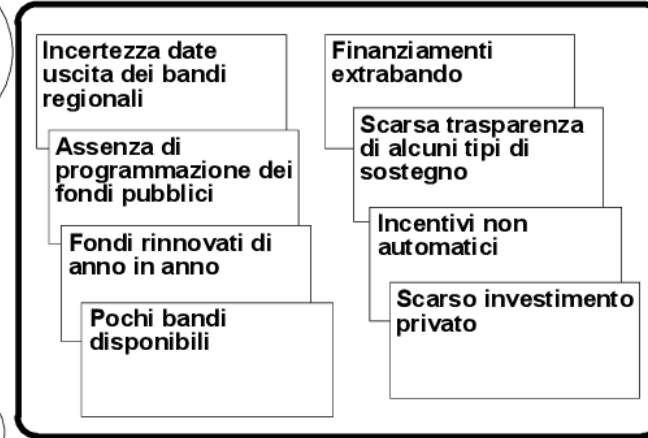 Incertezza date
uscita dei bandi
regionali
Assenza di
programmazione dei
fondi pubblici
Fondi rinnovati di
anno in anno
Pochi bandi
disponibili
Finanziamenti
extrabando
Scarsa trasparenza
di alcuni tipi di
sostegno
Incentivi non
automatici
Scarso investimento
privato